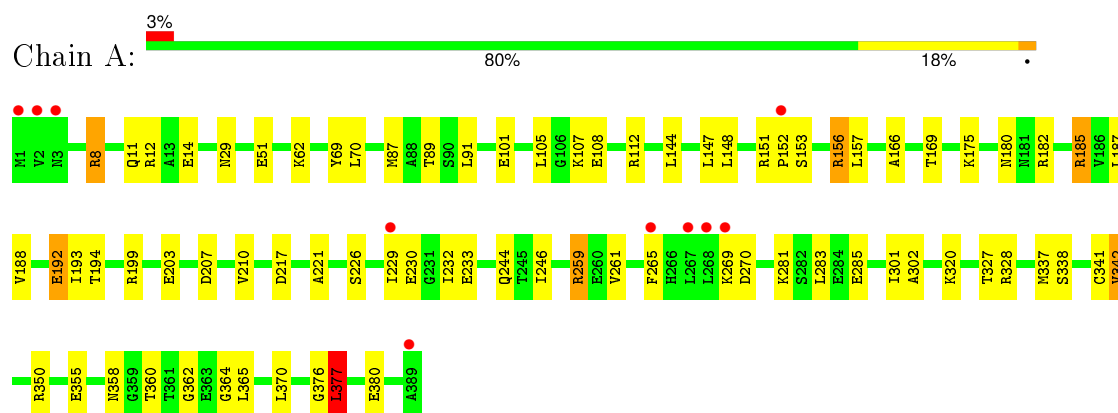 3%
Chain A:
80% 18% •
M1 V2 N3 R8 Q11 R12 A13 E14 N29 E51 K62 Y69 L70 M87 A88 T89 S90 L91 E101 L105 G106 K107 E108 R112 L144 L147 L148 R151 P152 S153 R156 L157 A166 T169 K175 N180 N181 R182 R185 V186 L187
V188 E192 I193 T194 R199 E203 D207 V210 D217 A221 S226 I229 E230 G231 I232 E233 Q244 T245 I246 R259 E260 V261 F265 H266 L267 L268 K269 D270 K281 S282 L283 E284 E285 I301 A302 K320 T327 R328 M337 S338 C341 V342
R350 E355 N358 G359 T360 T361 G362 E363 G364 L365 L370 G376 L377 E380 A389